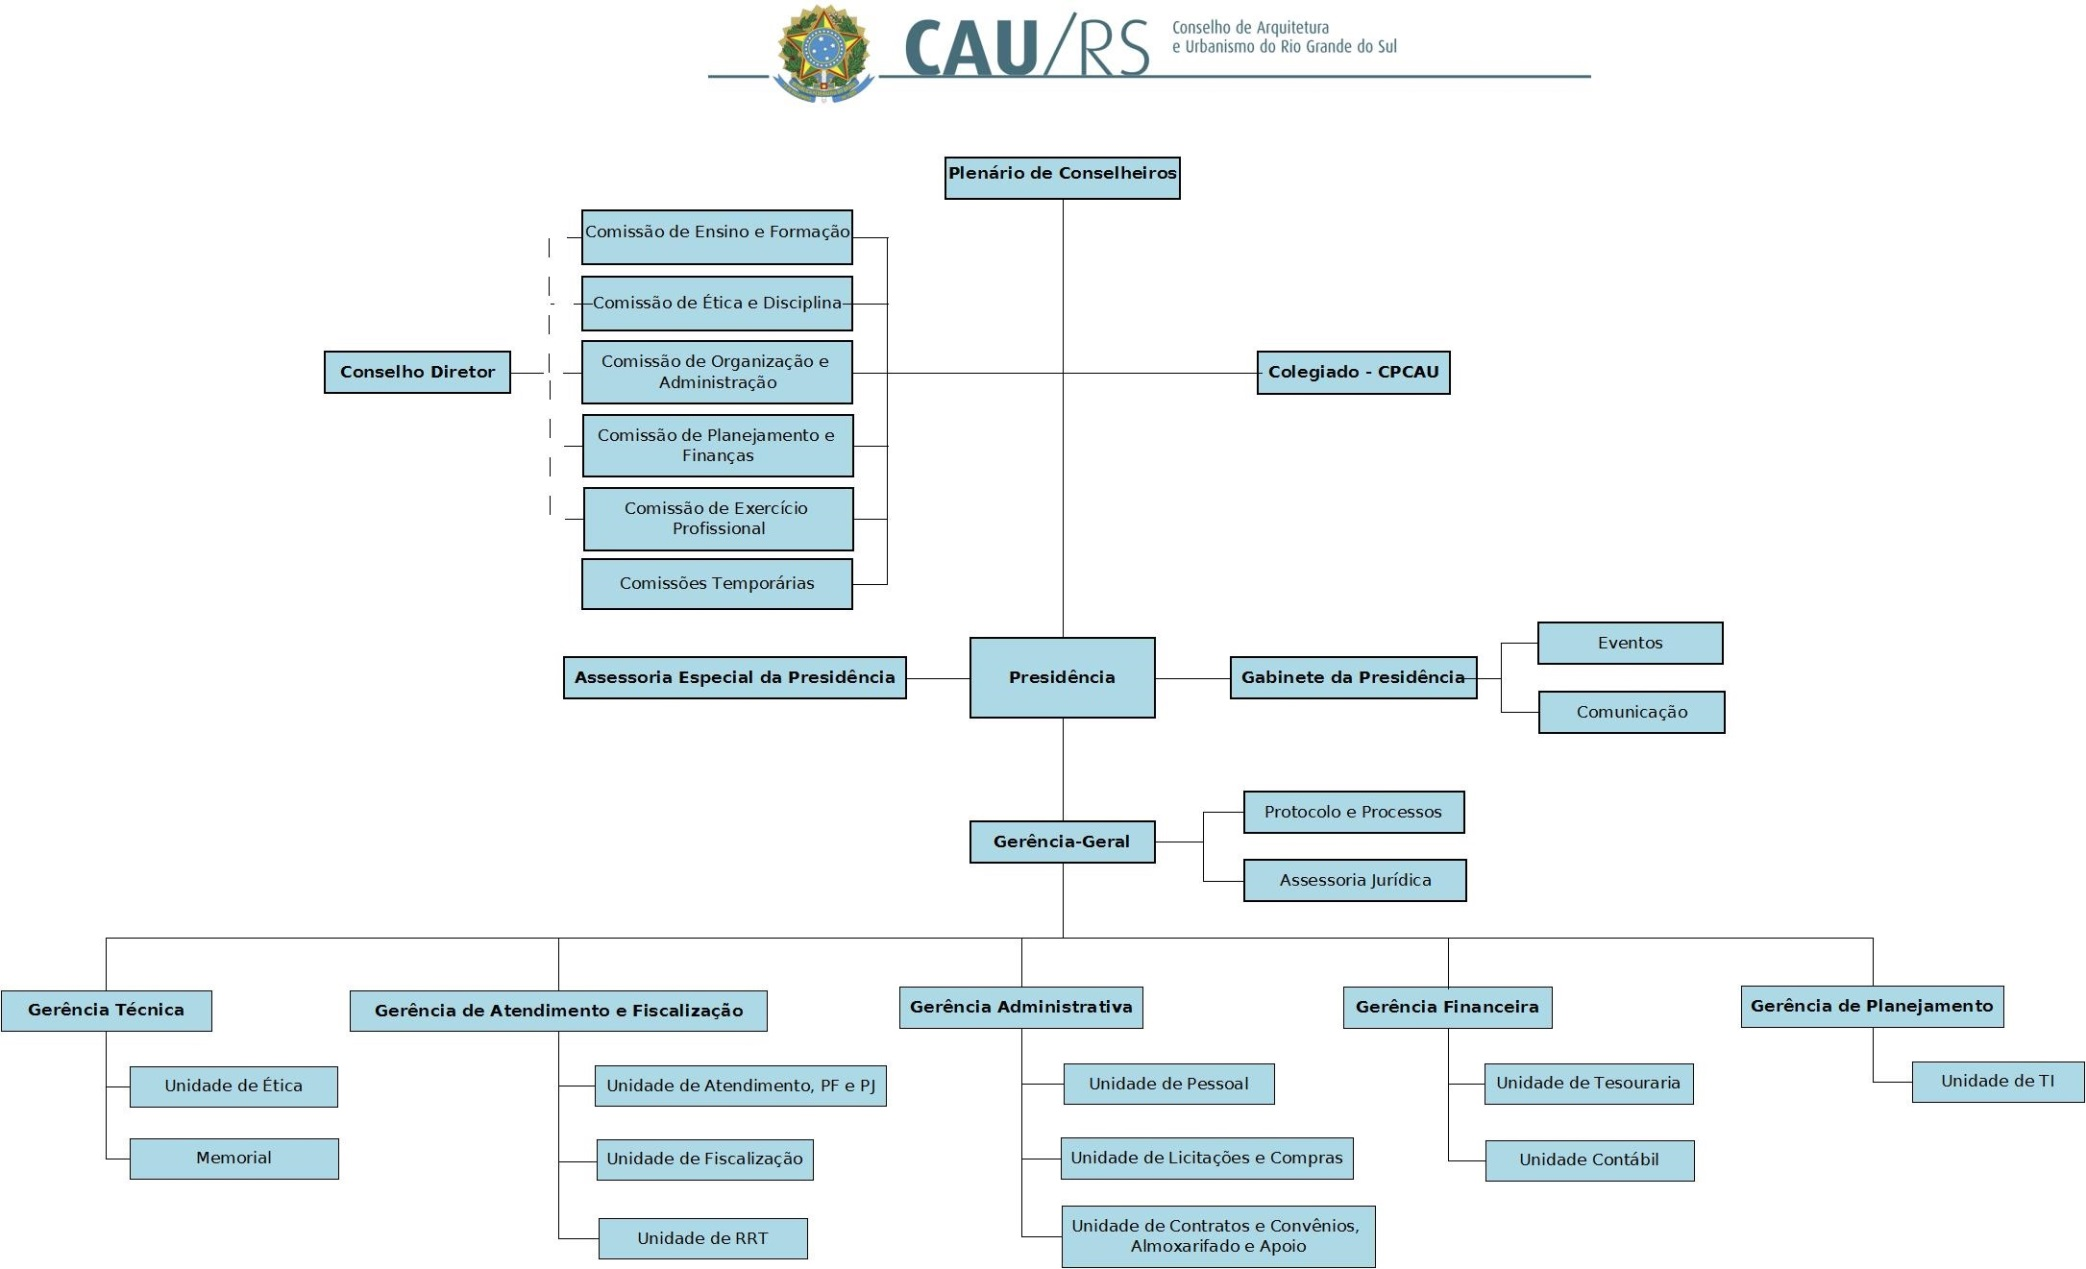 CAU/RS
Conselho de Arquitetura
e Urbanismo do Rio Grande do Sul
Plenário de Conselheiros
Comissão de Ensino e Formação
Comissão de Ética e Disciplina
Conselho Diretor
Comissão de Organização e
Administração
Colegiado - CPCAU
Comissão de Planejamento e
Finanças
Comissão de Exercício
Profissional
Comissões Temporárias
Assessoria Especial da Presidência
Presidência
Gabinete da Presidência
Eventos
Comunicação
Gerência-Geral
Protocolo e Processos
Assessoria Jurídica
Gerência Técnica
Unidade de Ética
Memorial
Gerência de Atendimento e Fiscalização
Unidade de Atendimento, PF e PJ
Unidade de Fiscalização
Unidade de RRT
Gerência Administrativa
Unidade de Pessoal
Unidade de Licitações e Compras
Unidade de Contratos e Convênios,
Almoxarifado e Apoio
Gerência Financeira
Unidade de Tesouraria
Unidade Contábil
Gerência de Planejamento
Unidade de TI